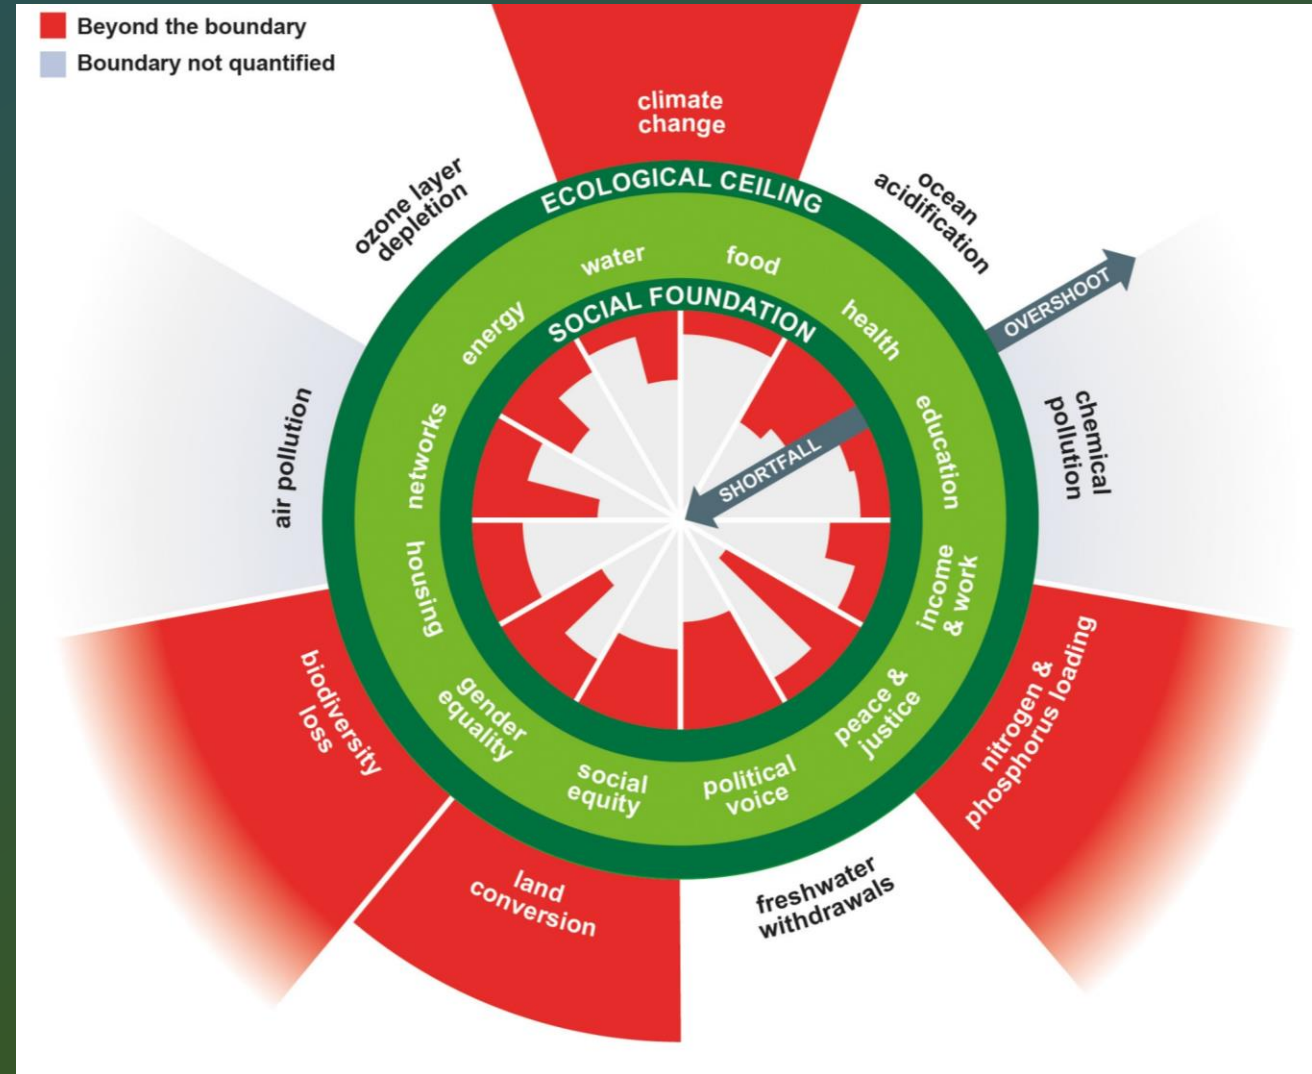 Beyond the boundary
Boundary not quantified
climate
change
ozone layer
depletion
ECOLOGICAL CEILING
ocean
acidification
water
food
energy
SOCIAL FOUNDATION
health
OVERSHOOT
air pollution
networks
SHORTFALL
education
chemical
pollution
housing
income
& work
biodiversity
loss
gender
equality
social
equity
political
voice
peace &
justice
nitrogen &
phosphorus loading
land
conversion
freshwater
withdrawals